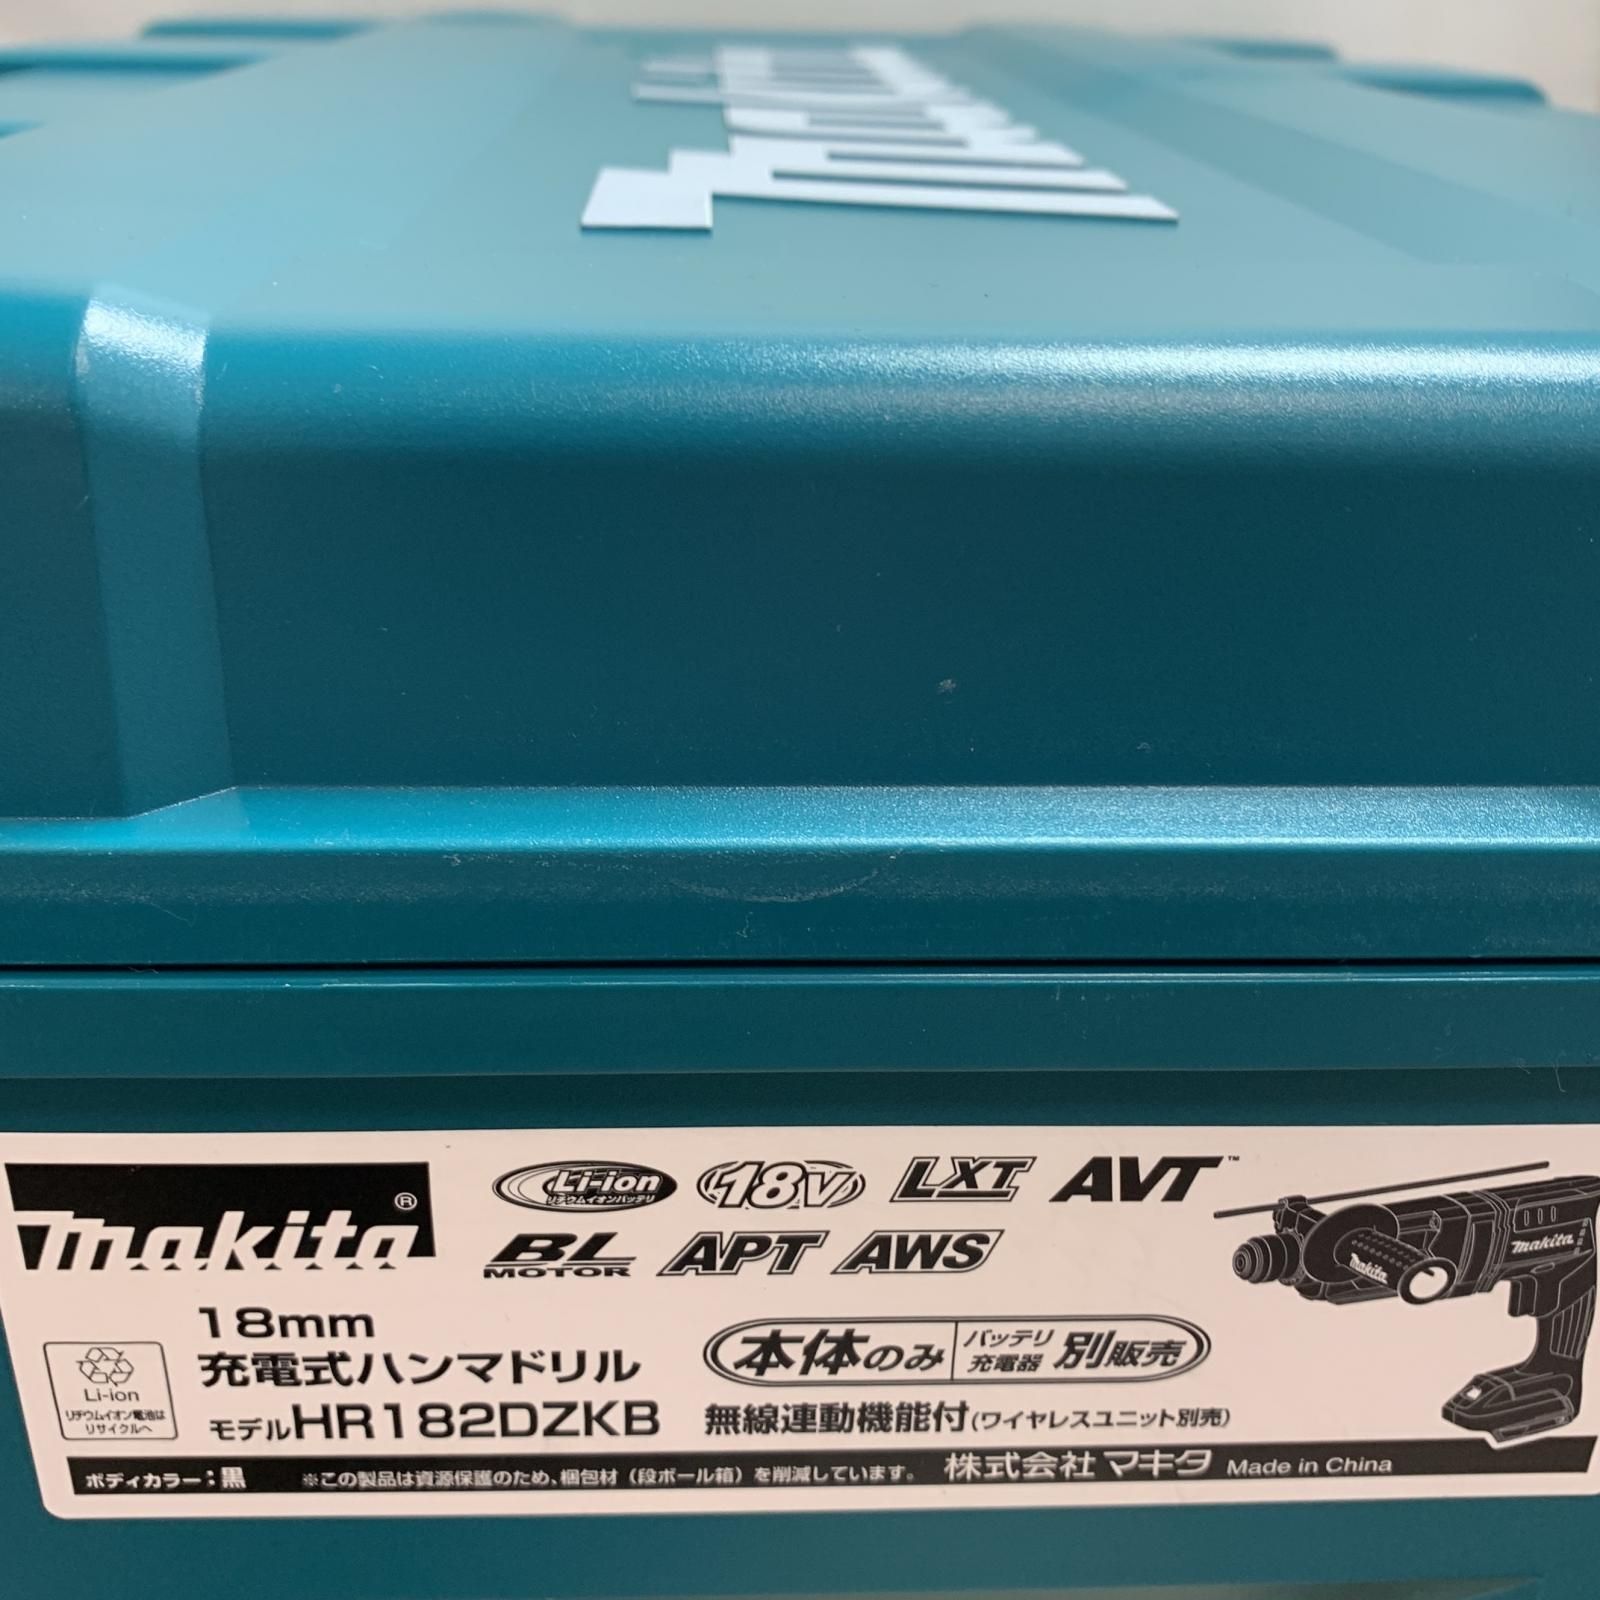 makita
makita®
Li-ion
リチウムイオンバッテリ
18V
LXT
AVT™
BL
MOTOR
APT
AWS
18mm
充電式ハンマドリル
モデルHR182DZKB
本体のみ
バッテリ
充電器
別販売
無線連動機能付(ワイヤレスユニット別売)
Li-ion
リチウムイオン電池は
リサイクルへ
makita
makita
ボディカラー：黒 ※この製品は資源保護のため、梱包材（段ボール箱）を削減しています。 株式会社マキタ Made in China